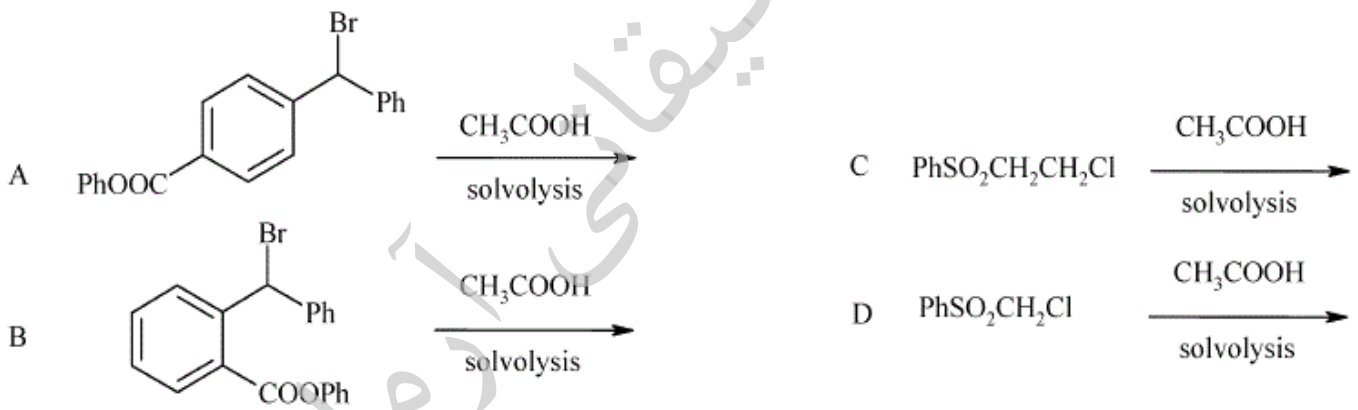 Br
Ph
A
PhOOC
CH₃COOH
solvolysis
Br
Ph
B
COOPh
CH₃COOH
solvolysis
C PhSO₂CH₂CH₂Cl
CH₃COOH
solvolysis
D PhSO₂CH₂Cl
CH₃COOH
solvolysis